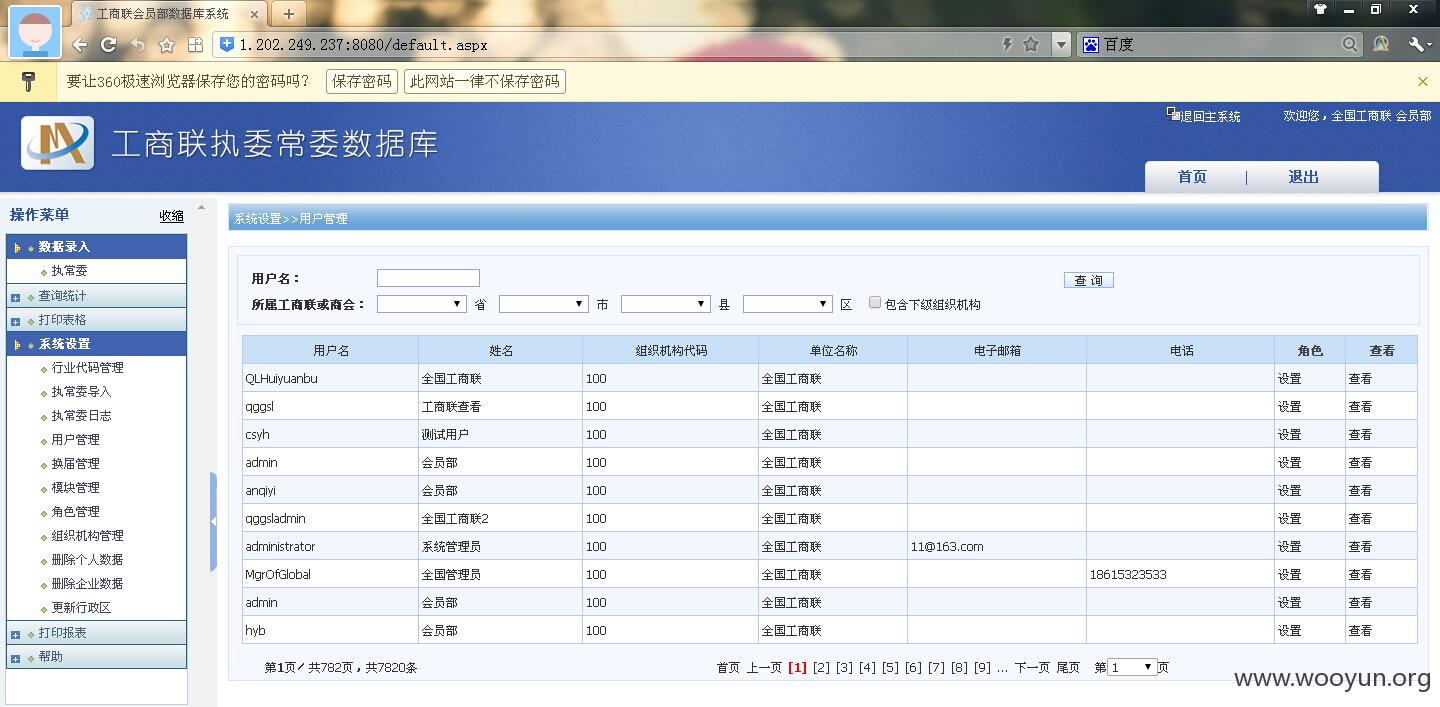 工商联会员部数据库系统
1.202.249.237:8080/default.aspx
百度
要让360极速浏览器保存您的密码吗? 保存密码 此网站一律不保存密码
工商联执委常委数据库
退回主系统 欢迎您，全国工商联 会员部
首页 | 退出
操作菜单 收缩
数据录入
执常委
查询统计
打印表格
系统设置
行业代码管理
执常委导入
执常委日志
用户管理
换届管理
模块管理
角色管理
组织机构管理
删除个人数据
删除企业数据
更新行政区
打印报表
帮助
系统设置>>用户管理
用户名： 查 询
所属工商联或商会： 省 市 县 区 包含下级组织机构
用户名 姓名 组织机构代码 单位名称 电子邮箱 电话 角色 查看
QLHuiyuanbu 全国工商联 100 全国工商联 设置 查看
qggsl 工商联查看 100 全国工商联 设置 查看
csyh 测试用户 100 全国工商联 设置 查看
admin 会员部 100 全国工商联 设置 查看
anqiyi 会员部 100 全国工商联 设置 查看
qggsladmin 全国工商联2 100 全国工商联 设置 查看
administrator 系统管理员 100 全国工商联 11@163.com 设置 查看
MgrOfGlobal 全国管理员 100 全国工商联 18615323533 设置 查看
admin 会员部 100 全国工商联 设置 查看
hyb 会员部 100 全国工商联 设置 查看
第1页/共782页，共7820条 首页 上一页 [1] [2] [3] [4] [5] [6] [7] [8] [9] ... 下一页 尾页 第 1 页
www.wooyun.org